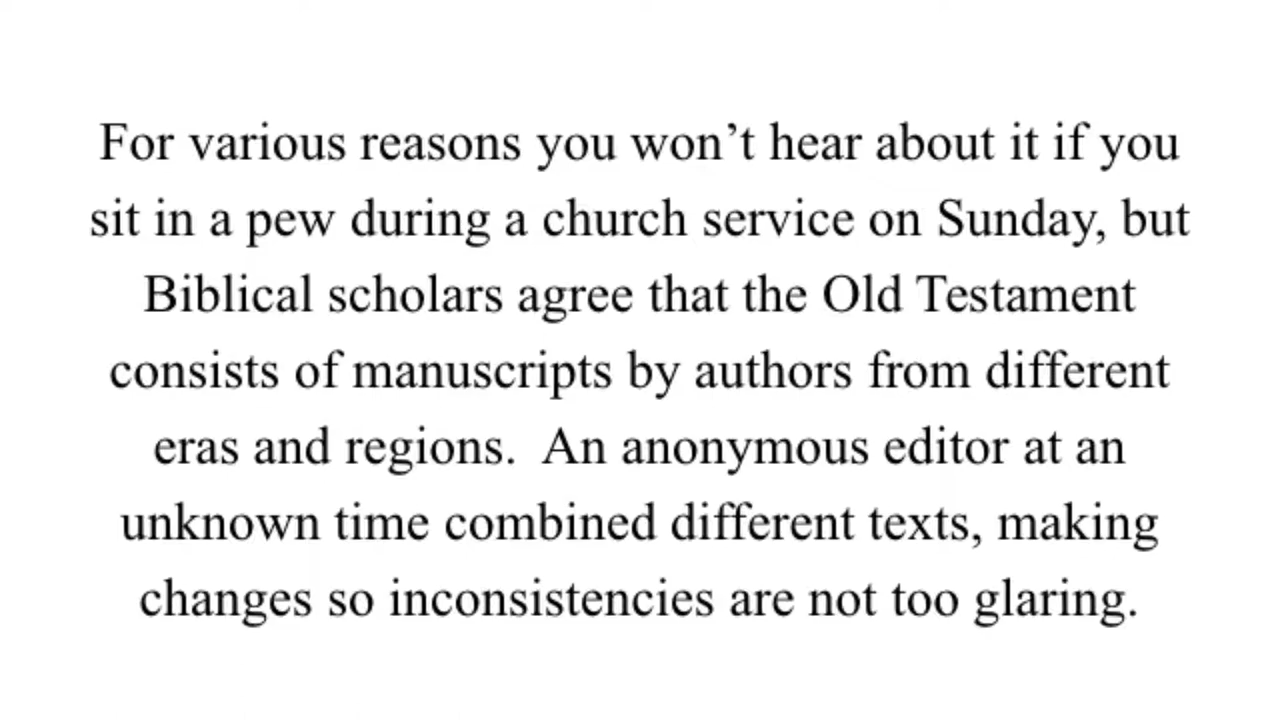 For various reasons you won’t hear about it if you
sit in a pew during a church service on Sunday, but
Biblical scholars agree that the Old Testament
consists of manuscripts by authors from different
eras and regions.  An anonymous editor at an
unknown time combined different texts, making
changes so inconsistencies are not too glaring.